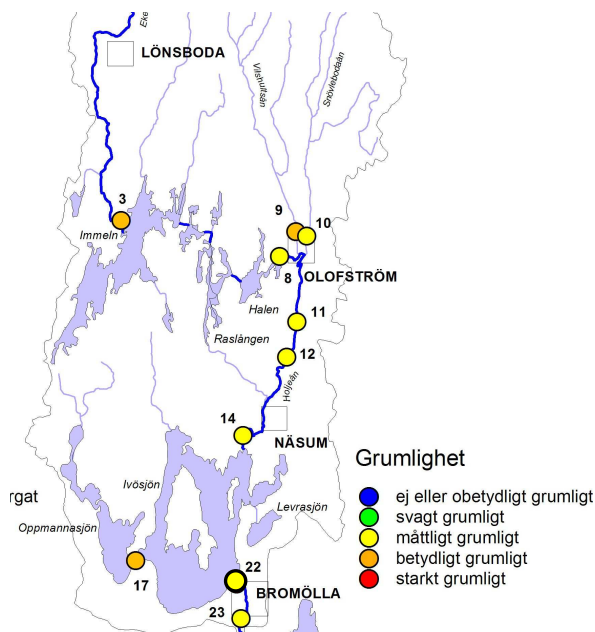 Eke
LÖNSBODA
Vilshultsån
Snövlebodaån
3
9
10
Immeln
8
OLOFSTRÖM
Halen
11
Raslången
12
Holjeån
14
NÄSUM
Grumlighet
Ivösjön
ej eller obetydligt grumligt
rgat
svagt grumligt
Levrasjön
Oppmannasjön
måttligt grumligt
betydligt grumligt
22
17
starkt grumligt
BROMÖLLA
23